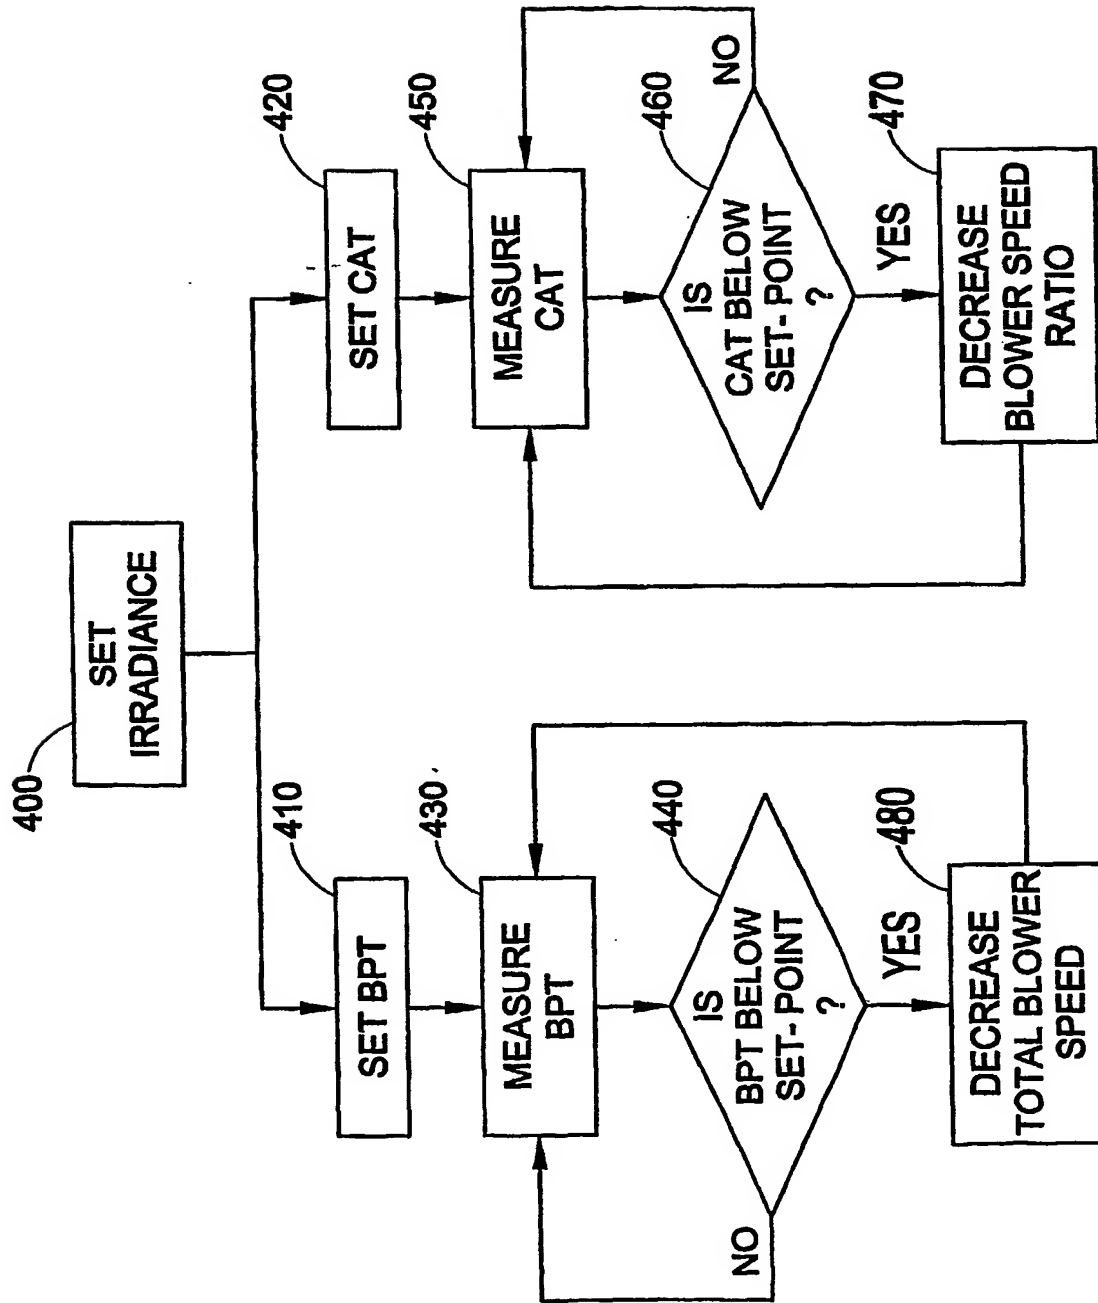 400
SET
IRRADIANCE
410
SET BPT
430
MEASURE
BPT
440
IS
BPT BELOW
SET- POINT
?
NO
YES
480
DECREASE
TOTAL BLOWER
SPEED
420
SET CAT
450
MEASURE
CAT
460
IS
CAT BELOW
SET- POINT
?
NO
YES
470
DECREASE
BLOWER SPEED
RATIO